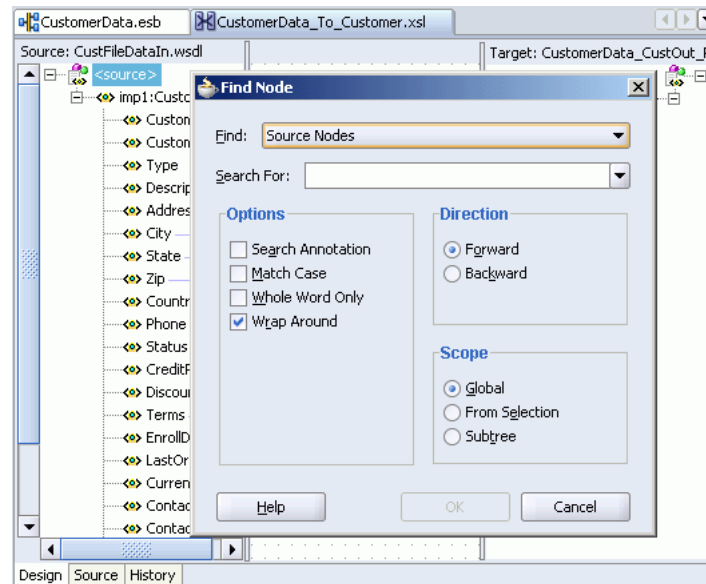 CustomerData.esb
CustomerData_To_Customer.xsl
Source: CustFileDataIn.wsdl
Target: CustomerData_CustOut_
<source>
imp1:Custo
Custon
Custon
Type
Descrip
Addres
City
State
Zip
Countr
Phone
Status
CreditR
Discour
Terms
EnrollD
LastOr
Curren
Contac
Contac
Find Node
Find:
Source Nodes
Search For:
Options
Search Annotation
Match Case
Whole Word Only
Wrap Around
Direction
Forward
Backward
Scope
Global
From Selection
Subtree
Help
OK
Cancel
Design
Source
History